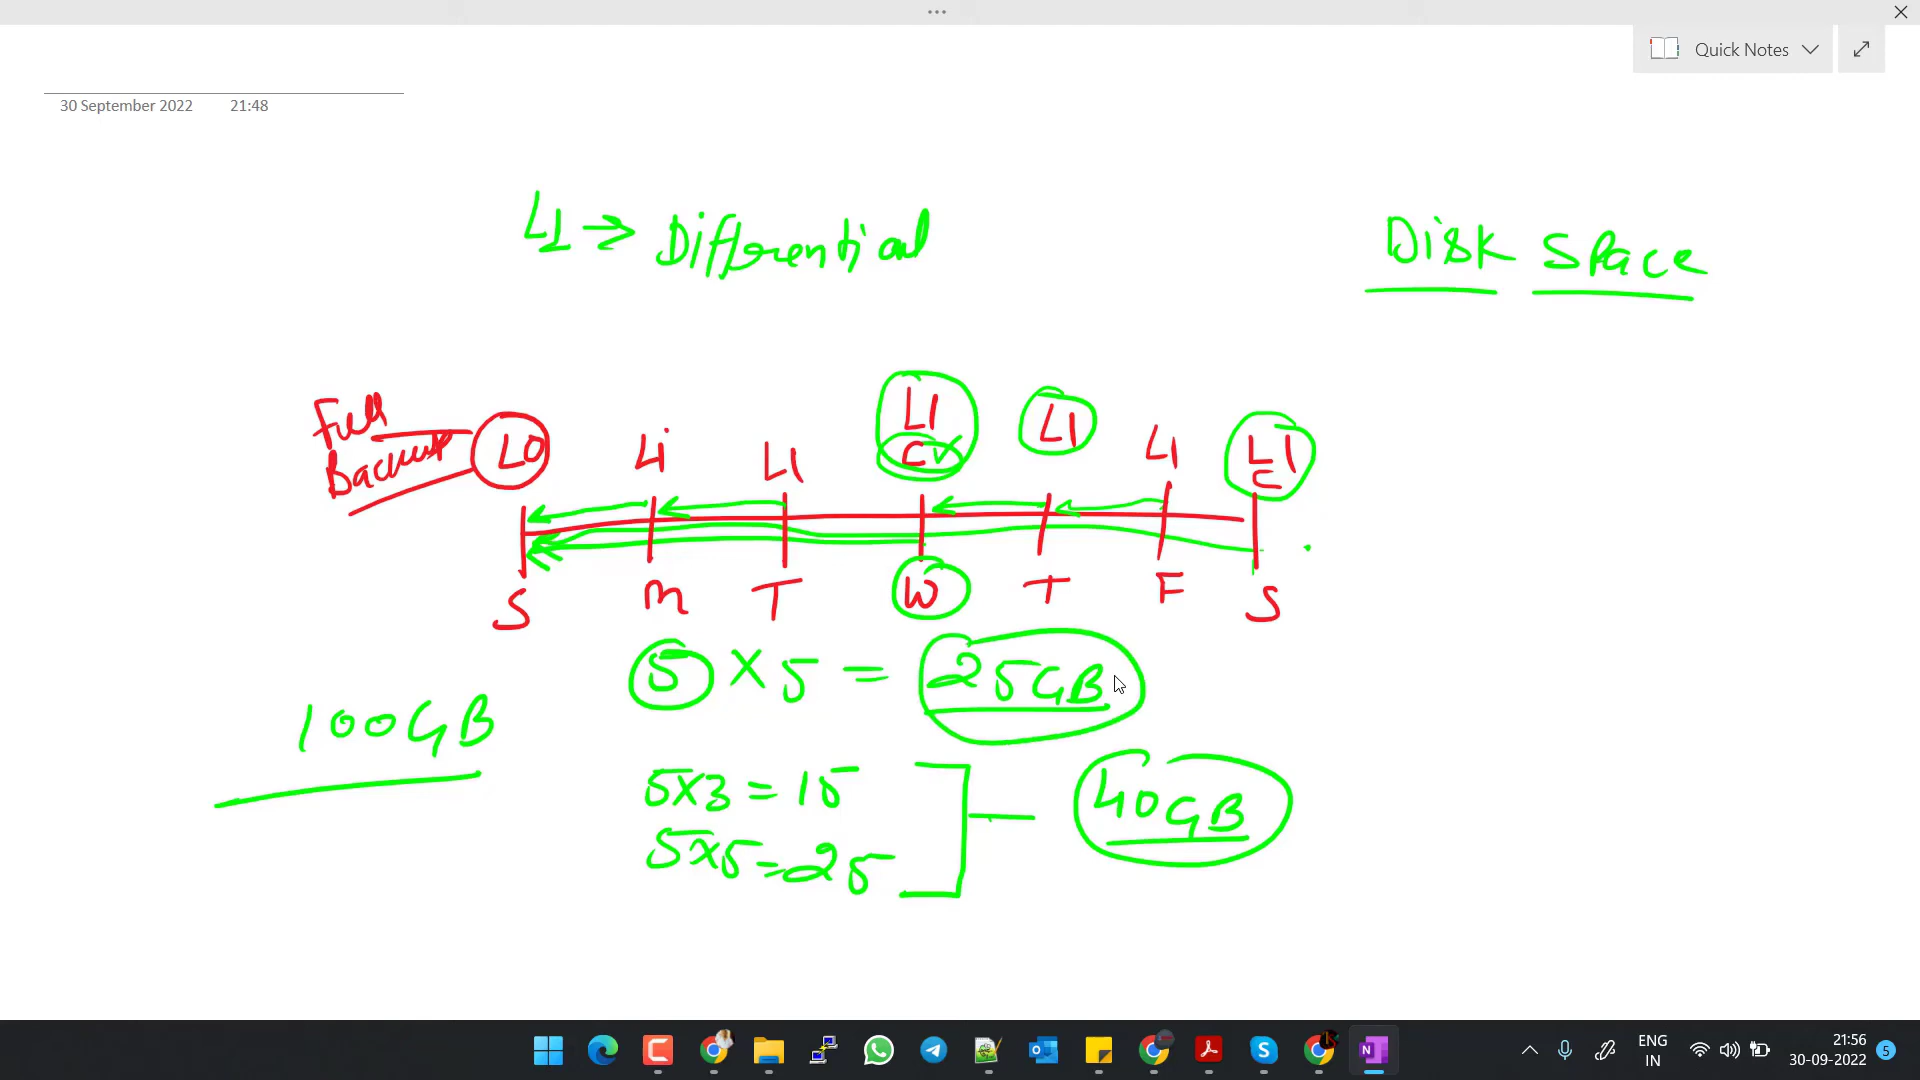 Quick Notes
30 September 2022 21:48
L1 → Differential
Disk Space
Full
Backup
L0 L1 L1 L1 L1 L1 L1
C C
S M T W T F S
5 X 5 = 25GB
100GB
5X3 = 15
5X5=25
40GB
ENG
IN
21:56
30-09-2022
5